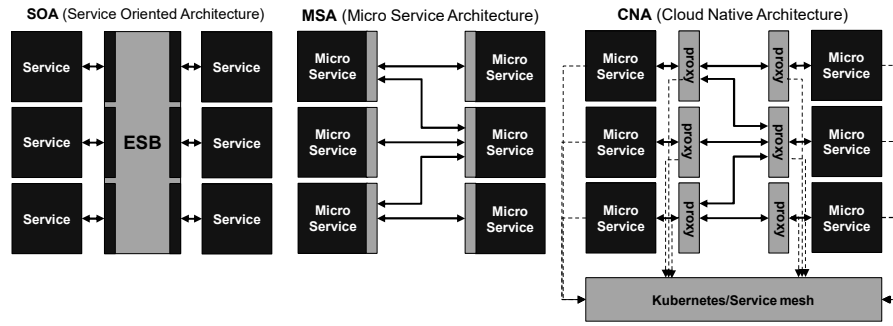 SOA (Service Oriented Architecture)
Service
Service
ESB
Service
Service
Service
Service
MSA (Micro Service Architecture)
Micro
Service
Micro
Service
Micro
Service
Micro
Service
Micro
Service
Micro
Service
CNA (Cloud Native Architecture)
Micro
Service
proxy
proxy
Micro
Service
Micro
Service
proxy
proxy
Micro
Service
Micro
Service
proxy
proxy
Micro
Service
Kubernetes/Service mesh